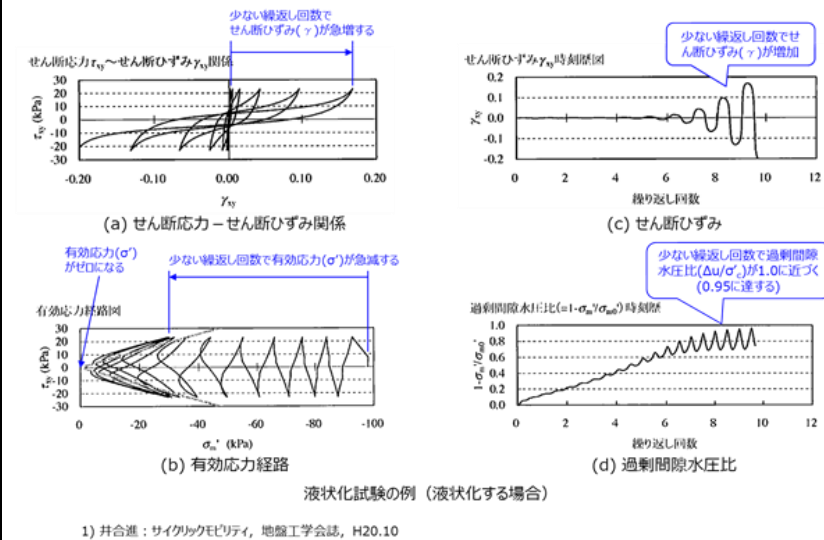 少ない繰返し回数で
せん断ひずみ(γ)が急増する
せん断応力τxy~せん断ひずみγxy関係
30
20
10
0
-10
-20
-30
τxy (kPa)
-0.20 -0.10 0.00 0.10 0.20
γxy
(a) せん断応力－せん断ひずみ関係
少ない繰返し回数でせ
ん断ひずみ(γ)が増加
せん断ひずみγxy時刻歴図
0.2
0.1
0.0
-0.1
-0.2
γxy
0 2 4 6 8 10 12
繰り返し回数
(c) せん断ひずみ
有効応力(σ')
がゼロになる
少ない繰返し回数で有効応力(σ')が急減する
有効応力経路図
30
20
10
0
-10
-20
-30
τxy (kPa)
0 -20 -40 -60 -80 -100
σm' (kPa)
(b) 有効応力経路
少ない繰返し回数で過剰間隙
水圧比(Δu/σ'c)が1.0に近づく
(0.95に達する)
過剰間隙水圧比(=1-σm'/σm0')時刻歴
1.0
0.8
0.6
0.4
0.2
0.0
1-σm'/σm0'
0 2 4 6 8 10 12
繰り返し回数
(d) 過剰間隙水圧比
液状化試験の例（液状化する場合）
1) 井合進：サイクリックモビリティ，地盤工学会誌，H20.10